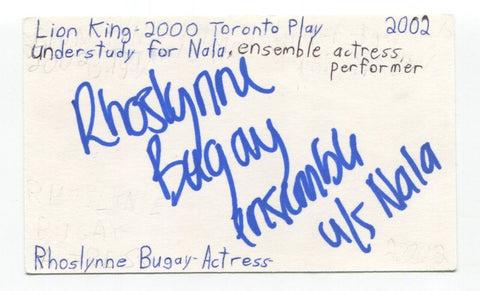 Lion King-2000 Toronto Play 2002
understudy for Nala, ensemble actress,
performer
Rhoslynne
Bugay
ensemble
u/s Nala
Rhoslynne Bugay-Actress-